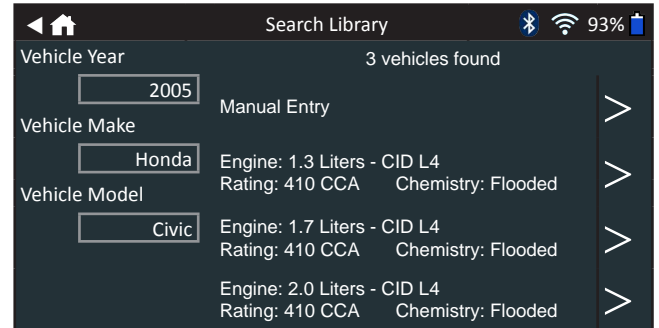 Search Library
93%
Vehicle Year
2005
Vehicle Make
Honda
Vehicle Model
Civic
3 vehicles found
Manual Entry
>
Engine: 1.3 Liters - CID L4
Rating: 410 CCA Chemistry: Flooded
>
Engine: 1.7 Liters - CID L4
Rating: 410 CCA Chemistry: Flooded
>
Engine: 2.0 Liters - CID L4
Rating: 410 CCA Chemistry: Flooded
>